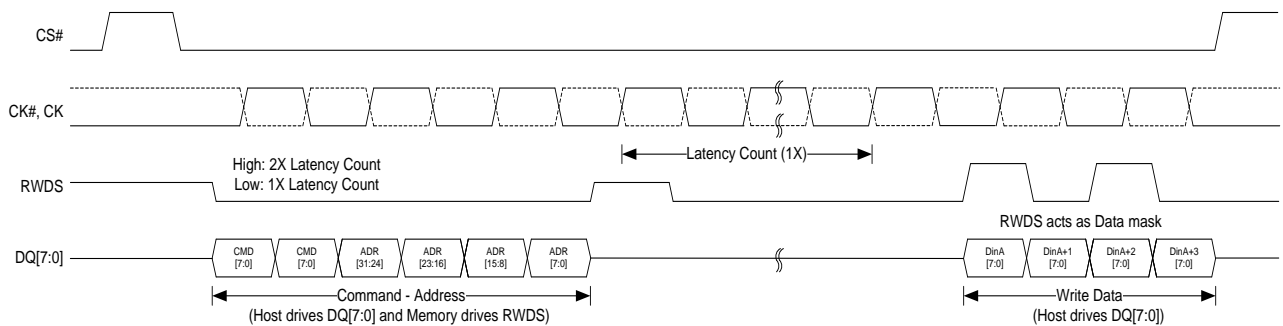 CS#
CK#, CK
Latency Count (1X)
High: 2X Latency Count
Low: 1X Latency Count
RWDS
RWDS acts as Data mask
DQ[7:0]
CMD [7:0]
CMD [7:0]
ADR [31:24]
ADR [23:16]
ADR [15:8]
ADR [7:0]
DinA [7:0]
DinA+1 [7:0]
DinA+2 [7:0]
DinA+3 [7:0]
Command - Address
(Host drives DQ[7:0] and Memory drives RWDS)
Write Data
(Host drives DQ[7:0])